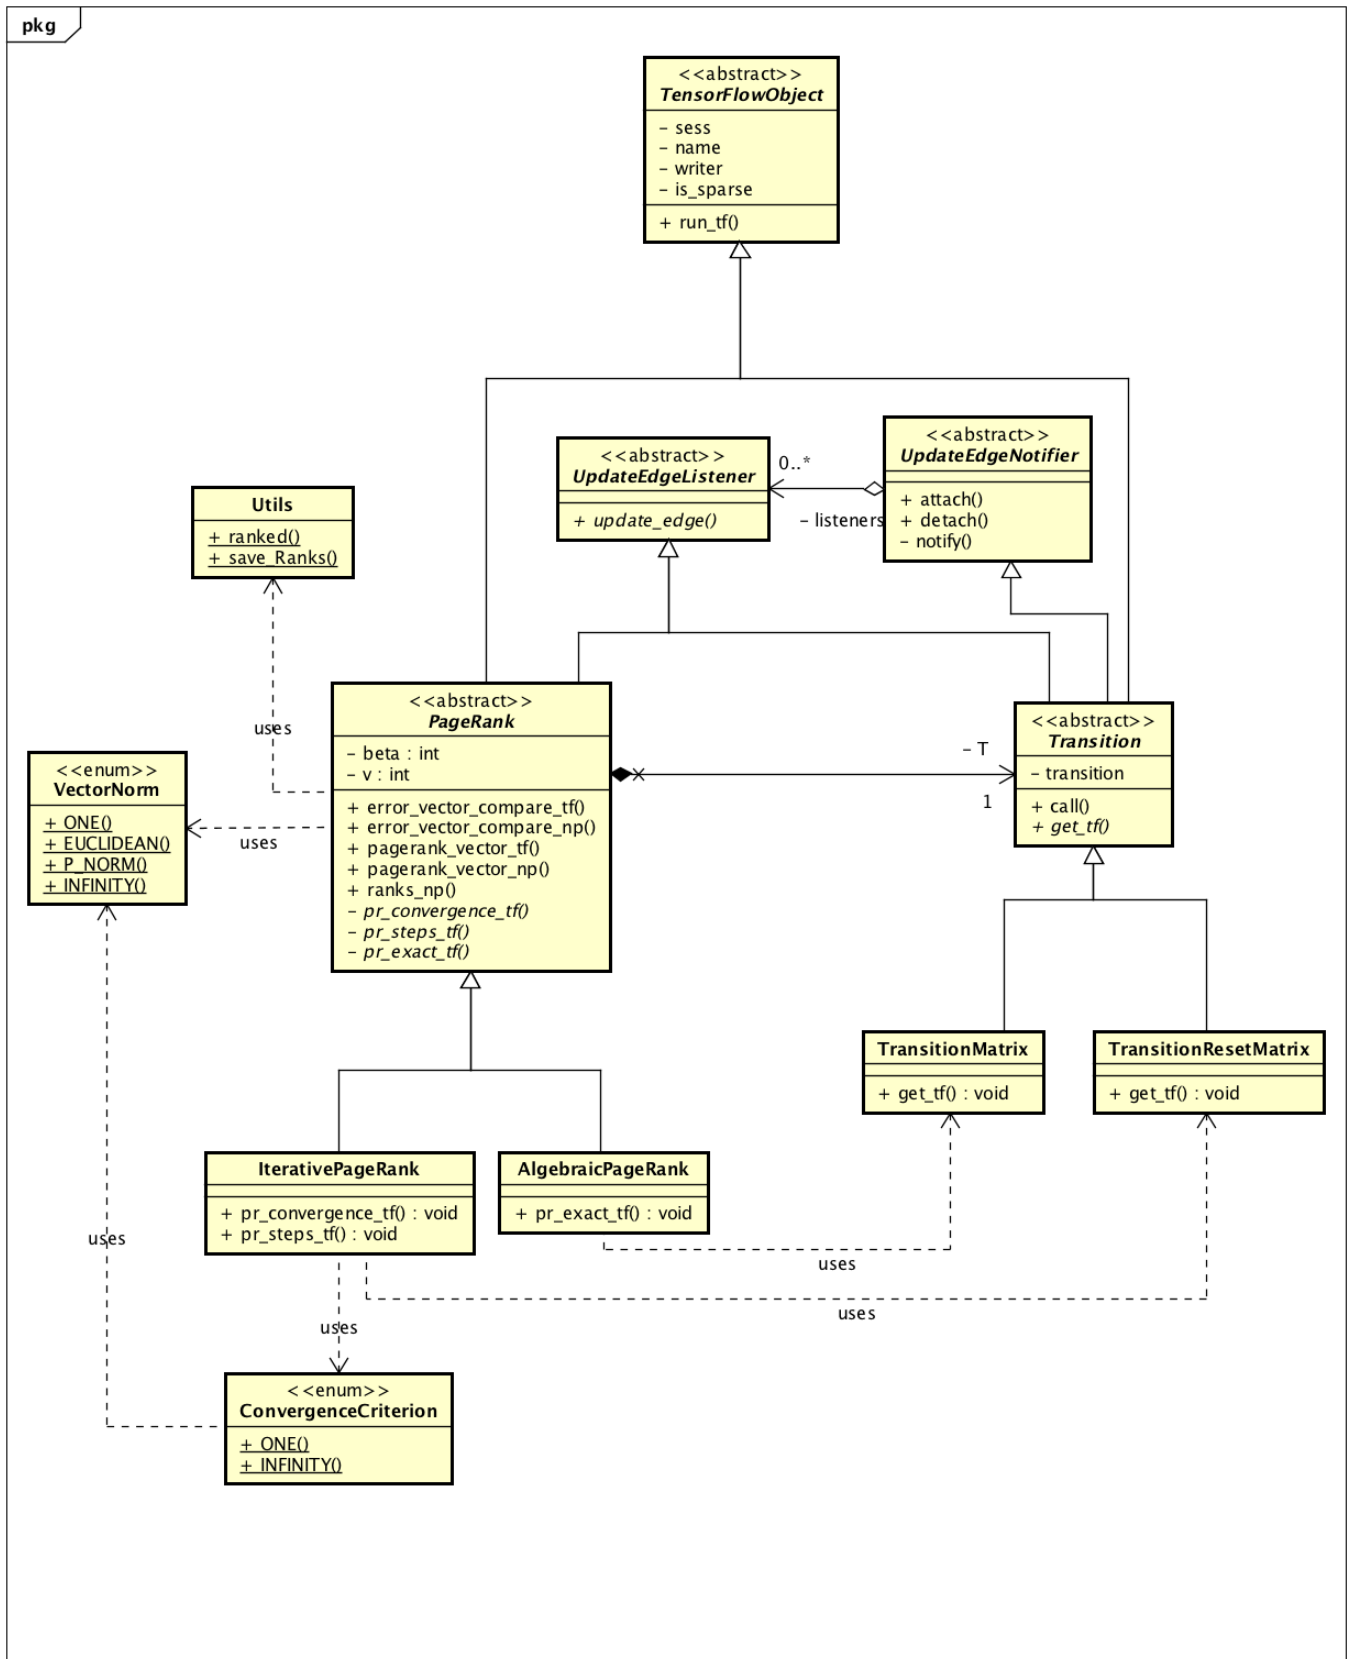 pkg
<<abstract>>
TensorFlowObject
– sess
– name
– writer
– is_sparse
+ run_tf()
<<abstract>>
UpdateEdgeListener
+ update_edge()
0..*
– listeners
<<abstract>>
UpdateEdgeNotifier
+ attach()
+ detach()
– notify()
Utils
+ ranked()
+ save_Ranks()
uses
<<abstract>>
PageRank
– beta : int
– v : int
+ error_vector_compare_tf()
+ error_vector_compare_np()
+ pagerank_vector_tf()
+ pagerank_vector_np()
+ ranks_np()
– pr_convergence_tf()
– pr_steps_tf()
– pr_exact_tf()
– T
1
<<abstract>>
Transition
– transition
+ call()
+ get_tf()
<<enum>>
VectorNorm
+ ONE()
+ EUCLIDEAN()
+ P_NORM()
+ INFINITY()
uses
TransitionMatrix
+ get_tf() : void
TransitionResetMatrix
+ get_tf() : void
IterativePageRank
+ pr_convergence_tf() : void
+ pr_steps_tf() : void
AlgebraicPageRank
+ pr_exact_tf() : void
uses
uses
uses
uses
<<enum>>
ConvergenceCriterion
+ ONE()
+ INFINITY()